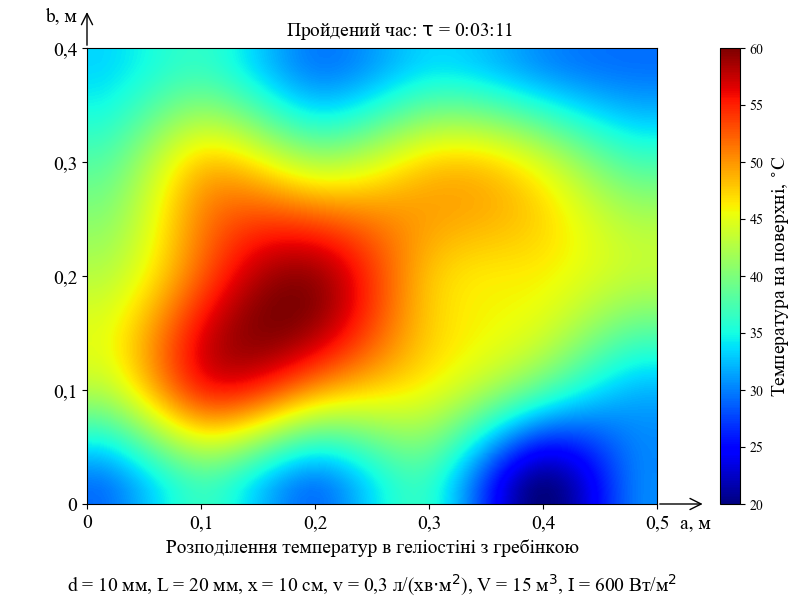 b, м
Пройдений час: τ = 0:03:11
0,4
0,3
0,2
0,1
0
0 0,1 0,2 0,3 0,4 0,5 a, м
60
55
50
45
40
35
30
25
20
Температура на поверхні, °C
Розподілення температур в геліостіні з гребінкою
d = 10 мм, L = 20 мм, x = 10 см, v = 0,3 л/(хв·м²), V = 15 м³, I = 600 Вт/м²